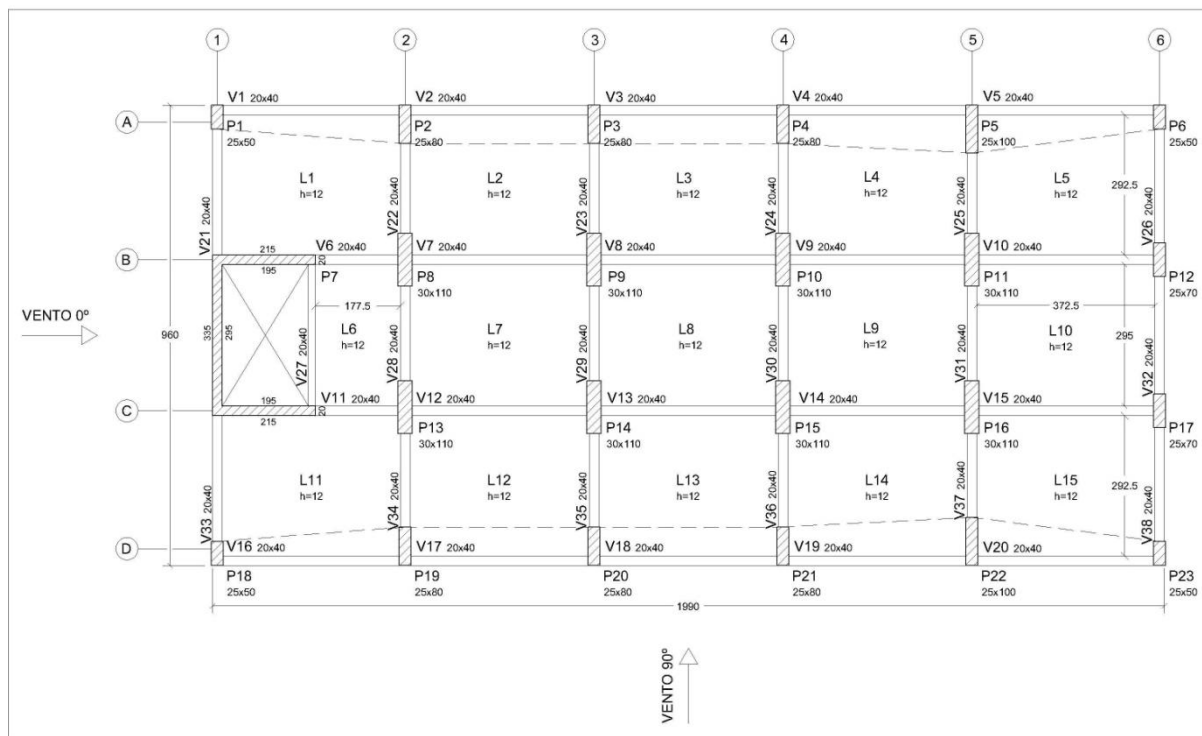 1 2 3 4 5 6
V1 20x40 V2 20x40 V3 20x40 V4 20x40 V5 20x40
A
P1 P2 P3 P4 P5 P6
25x50 25x80 25x80 25x80 25x100 25x50
L1 L2 L3 L4 L5
h=12 h=12 h=12 h=12 h=12
292.5
V21 20x40 V22 20x40 V23 20x40 V24 20x40 V25 20x40 V26 20x40
215 V6 20x40 V7 20x40 V8 20x40 V9 20x40 V10 20x40
B
195 20 P7 P8 P9 P10 P11 P12
30x110 30x110 30x110 30x110 25x70
177.5 372.5
VENTO 0º
960 335 295
L6 L7 L8 L9 L10
h=12 h=12 h=12 h=12 h=12
295
V27 20x40 V28 20x40 V29 20x40 V30 20x40 V31 20x40 V32 20x40
195 V11 20x40 V12 20x40 V13 20x40 V14 20x40 V15 20x40
C
215 20
P13 P14 P15 P16 P17
30x110 30x110 30x110 30x110 25x70
L11 L12 L13 L14 L15
h=12 h=12 h=12 h=12 h=12
292.5
V33 20x40 V34 20x40 V35 20x40 V36 20x40 V37 20x40 V38 20x40
D
V16 20x40 V17 20x40 V18 20x40 V19 20x40 V20 20x40
P18 P19 P20 P21 P22 P23
25x50 25x80 25x80 25x80 25x100 25x50
1990
VENTO 90º